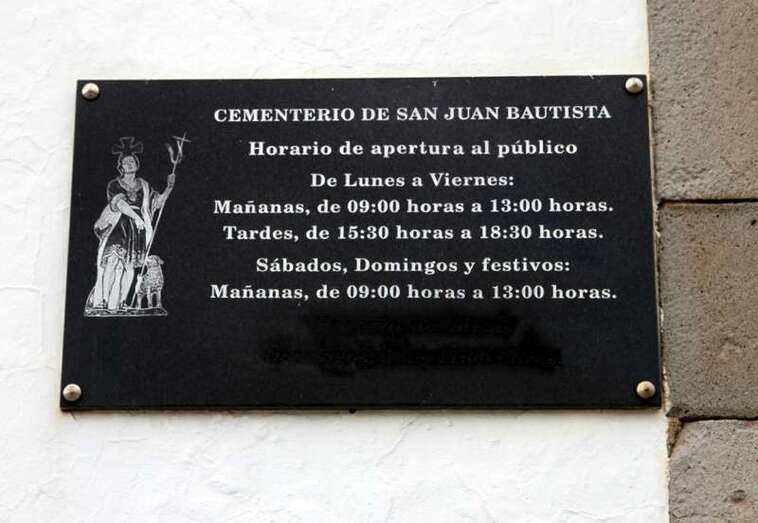 CEMENTERIO DE SAN JUAN BAUTISTA
Horario de apertura al público
De Lunes a Viernes:
Mañanas, de 09:00 horas a 13:00 horas.
Tardes, de 15:30 horas a 18:30 horas.
Sábados, Domingos y festivos:
Mañanas, de 09:00 horas a 13:00 horas.